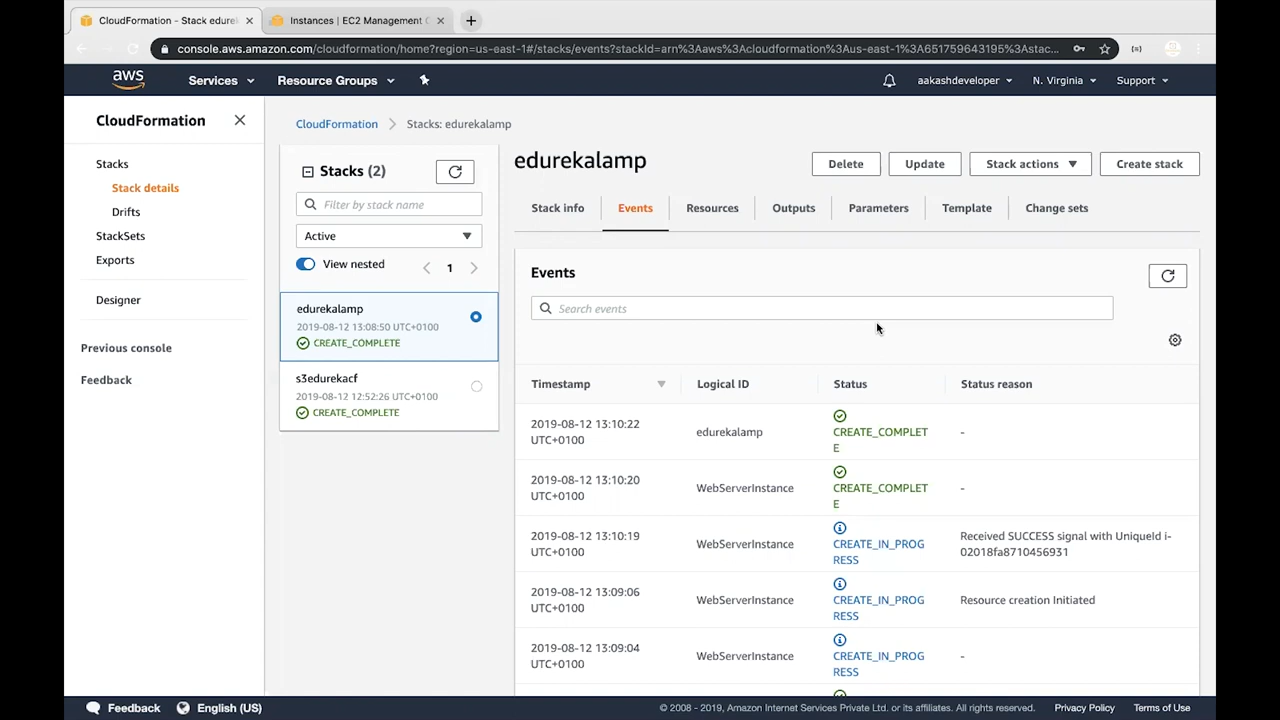 CloudFormation - Stack edurek
Instances | EC2 Management C
console.aws.amazon.com/cloudformation/home?region=us-east-1#/stacks/events?stackId=arn%3Aaws%3Acloudformation%3Aus-east-1%3A651759643195%3Astac...
aws
Services
Resource Groups
aakashdeveloper
N. Virginia
Support
CloudFormation
Stacks
Stack details
Drifts
StackSets
Exports
Designer
Previous console
Feedback
CloudFormation
Stacks: edurekalamp
Stacks (2)
Filter by stack name
Active
View nested
1
edurekalamp
2019-08-12 13:08:50 UTC+0100
CREATE_COMPLETE
s3edurekacf
2019-08-12 12:52:26 UTC+0100
CREATE_COMPLETE
edurekalamp
Delete
Update
Stack actions
Create stack
Stack info
Events
Resources
Outputs
Parameters
Template
Change sets
Events
Search events
Timestamp
Logical ID
Status
Status reason
2019-08-12 13:10:22
UTC+0100
edurekalamp
CREATE_COMPLET
E
-
2019-08-12 13:10:20
UTC+0100
WebServerInstance
CREATE_COMPLET
E
-
2019-08-12 13:10:19
UTC+0100
WebServerInstance
CREATE_IN_PROG
RESS
Received SUCCESS signal with UniqueId i-
02018fa8710456931
2019-08-12 13:09:06
UTC+0100
WebServerInstance
CREATE_IN_PROG
RESS
Resource creation Initiated
2019-08-12 13:09:04
UTC+0100
WebServerInstance
CREATE_IN_PROG
RESS
-
Feedback
English (US)
© 2008 - 2019, Amazon Internet Services Private Ltd. or its affiliates. All rights reserved.
Privacy Policy
Terms of Use